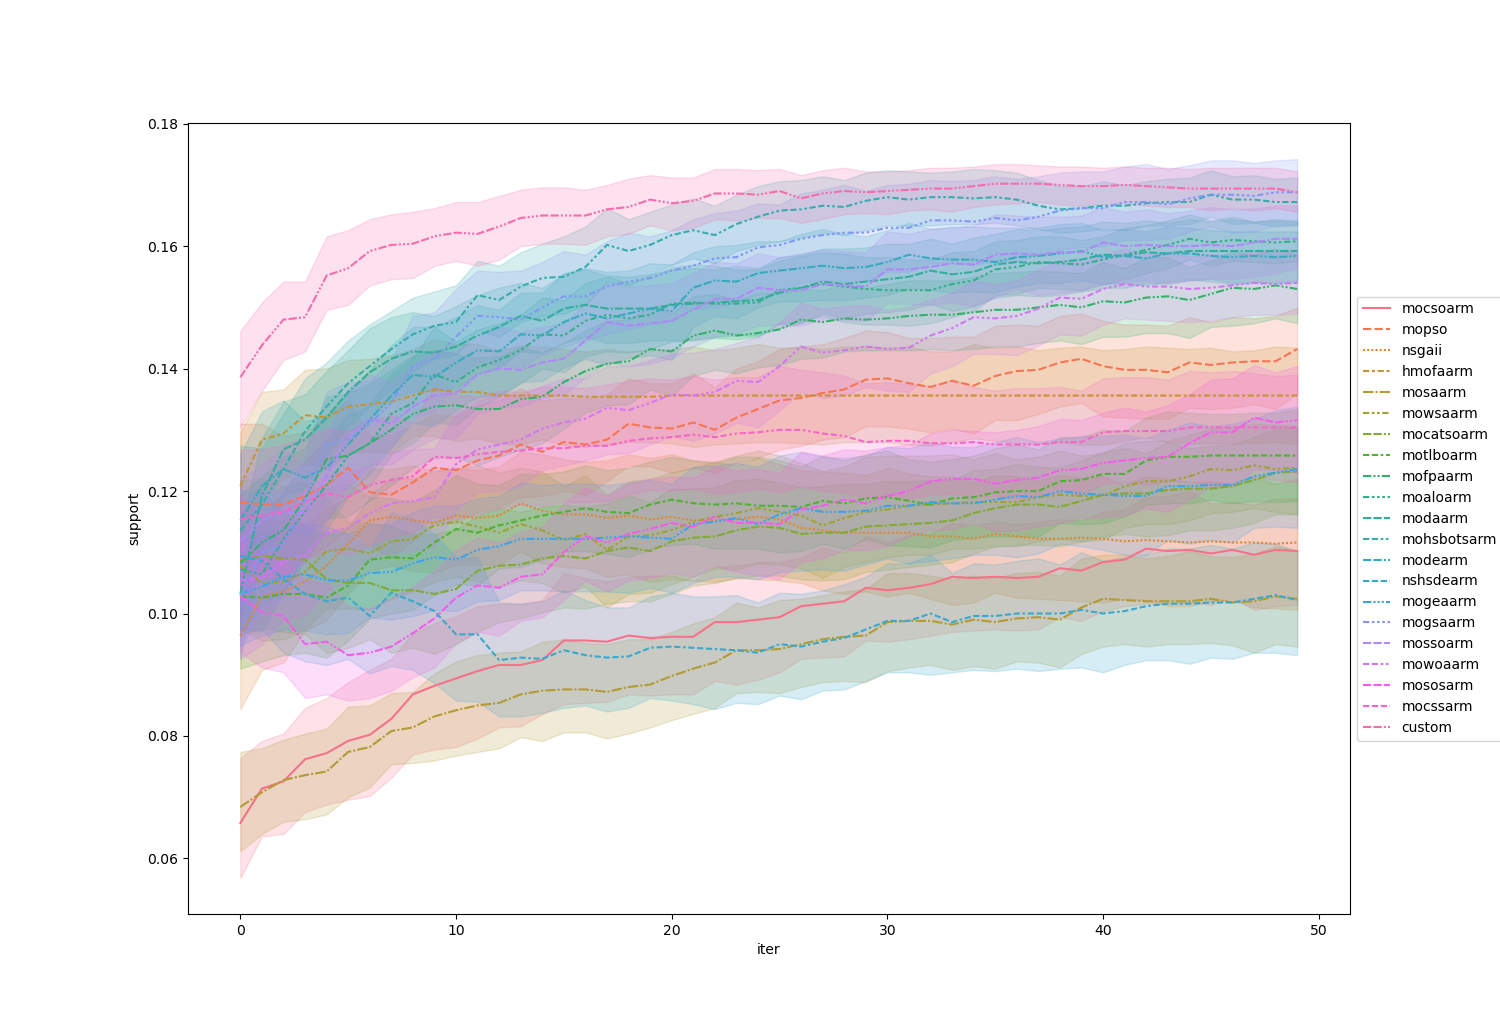 0.18
0.16
0.14
0.12
0.10
0.08
0.06
support
0
10
20
30
40
50
iter
mocsoarm
mopso
nsgaii
hmofaarm
mosaarm
mowsaarm
mocatsoarm
motlboarm
mofpaarm
moaloarm
modaarm
mohsbotsarm
modearm
nshsdearm
mogeaarm
mogsaarm
mossoarm
mowoaarm
mososarm
mocssarm
custom